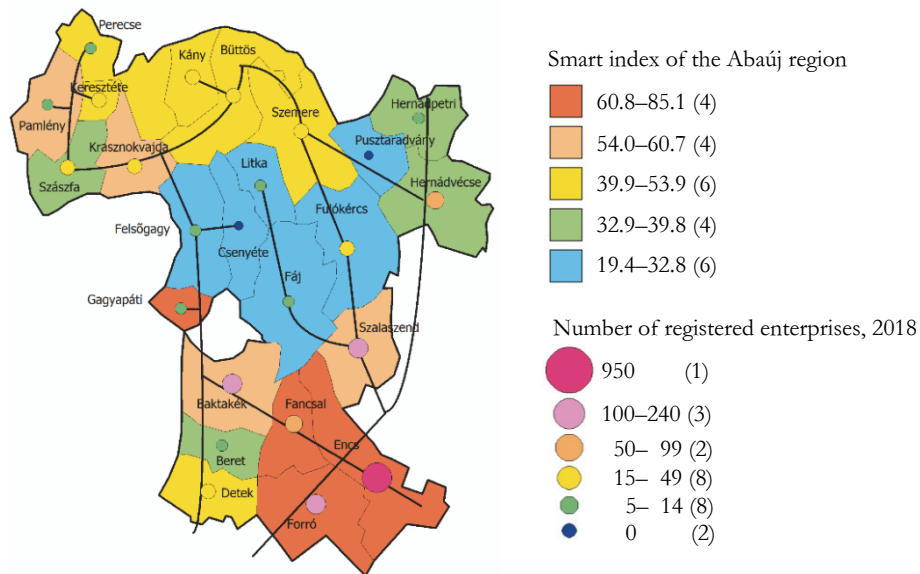 Perecse
Kány
Büttös
Keresztéte
Pamlény
Szemere
Hernádpetri
Krasznokvajda
Pusztaradvány
Litka
Szászfa
Hernádvécse
Fulókércs
Felsőgagy
Csenyéte
Fáj
Gagyapáti
Szalaszend
Baktakék
Fancsal
Encs
Beret
Detek
Forró
Smart index of the Abaúj region
60.8–85.1 (4)
54.0–60.7 (4)
39.9–53.9 (6)
32.9–39.8 (4)
19.4–32.8 (6)
Number of registered enterprises, 2018
950 (1)
100–240 (3)
50– 99 (2)
15– 49 (8)
5– 14 (8)
0 (2)